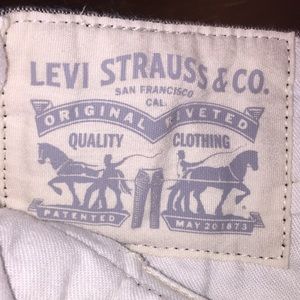 LEVI STRAUSS & CO.
SAN FRANCISCO
CAL.
ORIGINAL RIVETED
QUALITY CLOTHING
PATENTED MAY 20 1873